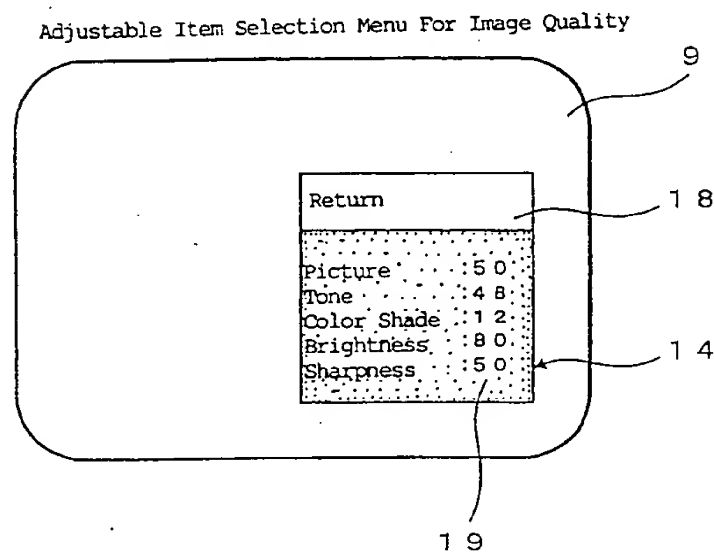 Adjustable Item Selection Menu For Image Quality
9
Return
18
Picture :50
Tone :48
Color Shade :12
Brightness :80
Sharpness :50
14
19